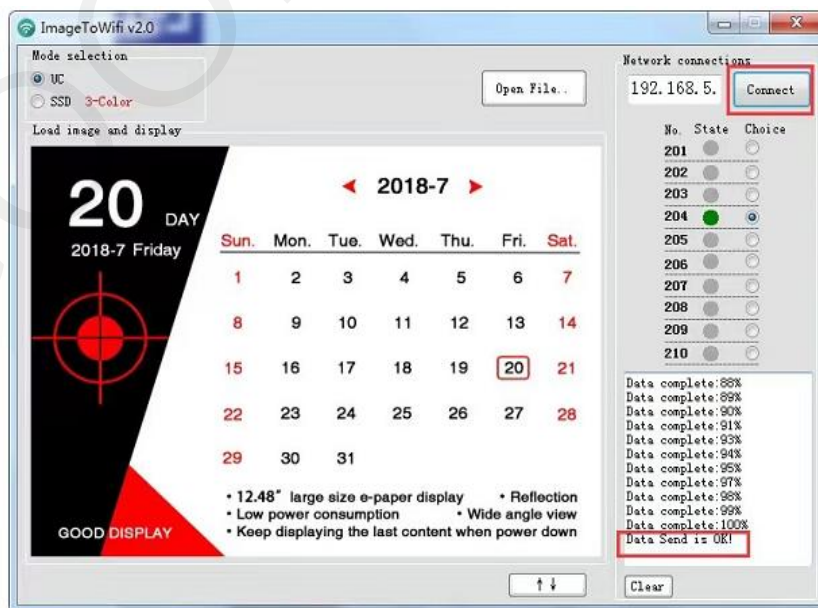 ImageToWifi v2.0
Mode selection
UC
SSD 3-Color
Open File..
Load image and display
20 DAY
2018-7 Friday
2018-7
Sun. Mon. Tue. Wed. Thu. Fri. Sat.
1 2 3 4 5 6 7
8 9 10 11 12 13 14
15 16 17 18 19 20 21
22 23 24 25 26 27 28
29 30 31
• 12.48" large size e-paper display • Reflection
• Low power consumption • Wide angle view
• Keep displaying the last content when power down
GOOD DISPLAY
↑↓
Network connections
192.168.5. Connect
No. State Choice
201
202
203
204
205
206
207
208
209
210
Data complete:88%
Data complete:89%
Data complete:90%
Data complete:91%
Data complete:93%
Data complete:94%
Data complete:95%
Data complete:97%
Data complete:98%
Data complete:99%
Data complete:100%
Data Send is OK!
Clear